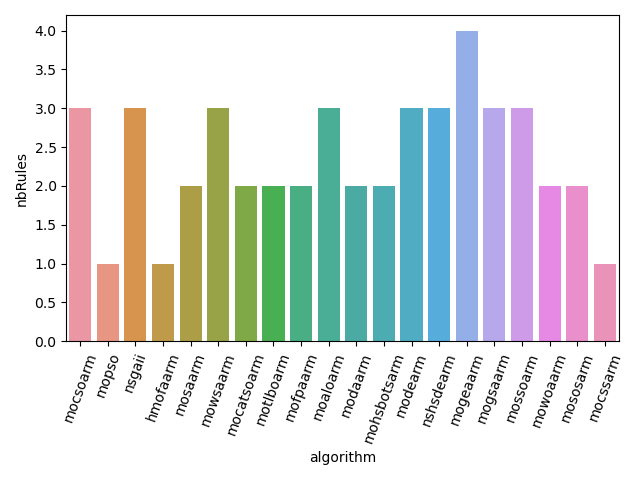 4.0
3.5
3.0
2.5
2.0
1.5
1.0
0.5
0.0
nbRules
mocsoarm
mopso
nsgaii
hmofaarm
mosaarm
mowsaarm
mocatsoarm
motlboarm
mofpaarm
moaloarm
modaarm
mohsbotsarm
modearm
nshsdearm
mogeaarm
mogsaarm
mossoarm
mowoaarm
mososarm
mocssarm
algorithm